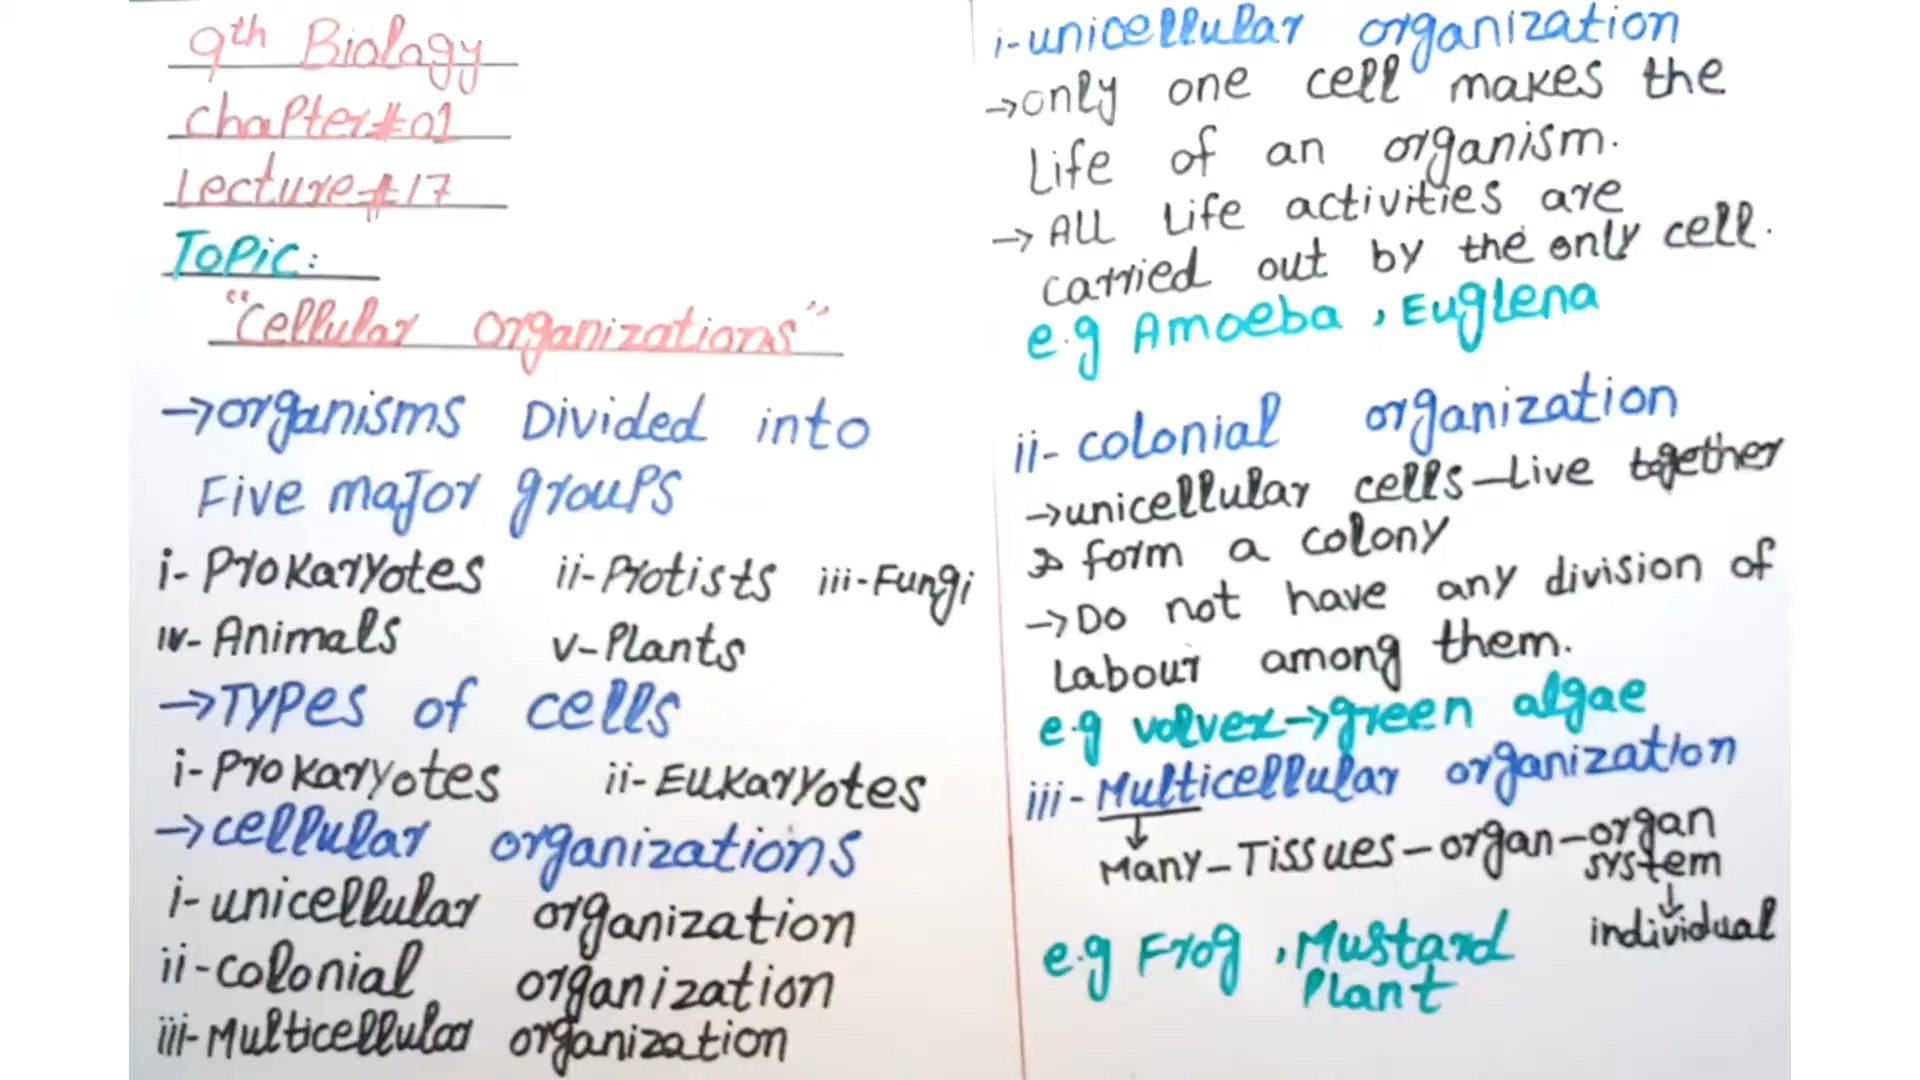 9th Biology
Chapter#01
Lecture#17
Topic:
"Cellular organizations"
→organisms Divided into
Five major groups
i-Prokaryotes ii-Protists iii-Fungi
iv-Animals v-Plants
→Types of cells
i-Prokaryotes ii-Eukaryotes
→cellular organizations
i-unicellular organization
ii-colonial organization
iii-Multicellular organization
i-unicellular organization
→only one cell makes the
Life of an organism.
→All Life activities are
carried out by the only cell.
e.g Amoeba, Euglena
ii-colonial organization
→unicellular cells-Live together
→ form a colony
→Do not have any division of
Labour among them.
e.g volvex→green algae
iii-Multicellular organization
↓
Many-Tissues-organ-organ
system
↓
individual
e.g Frog, Mustard
Plant